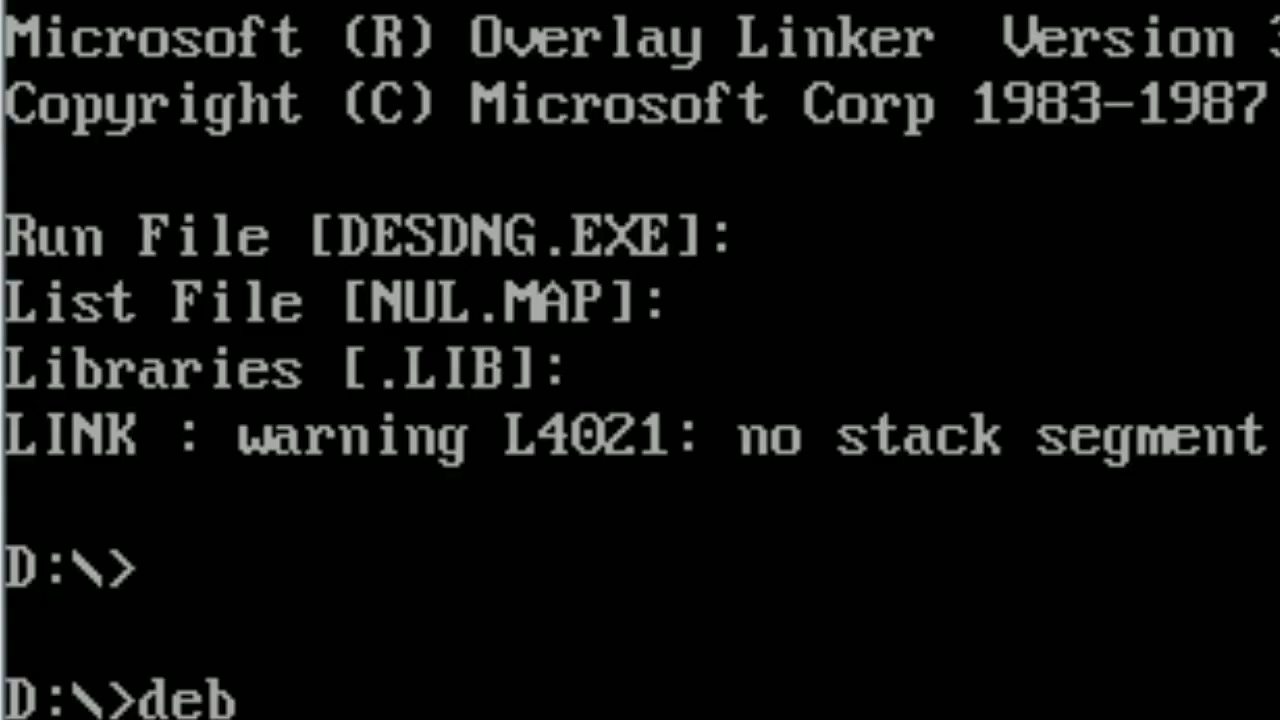 Microsoft (R) Overlay Linker  Version 3
Copyright (C) Microsoft Corp 1983-1987
Run File [DESDNG.EXE]:
List File [NUL.MAP]:
Libraries [.LIB]:
LINK : warning L4021: no stack segment
D:\>
D:\>deb